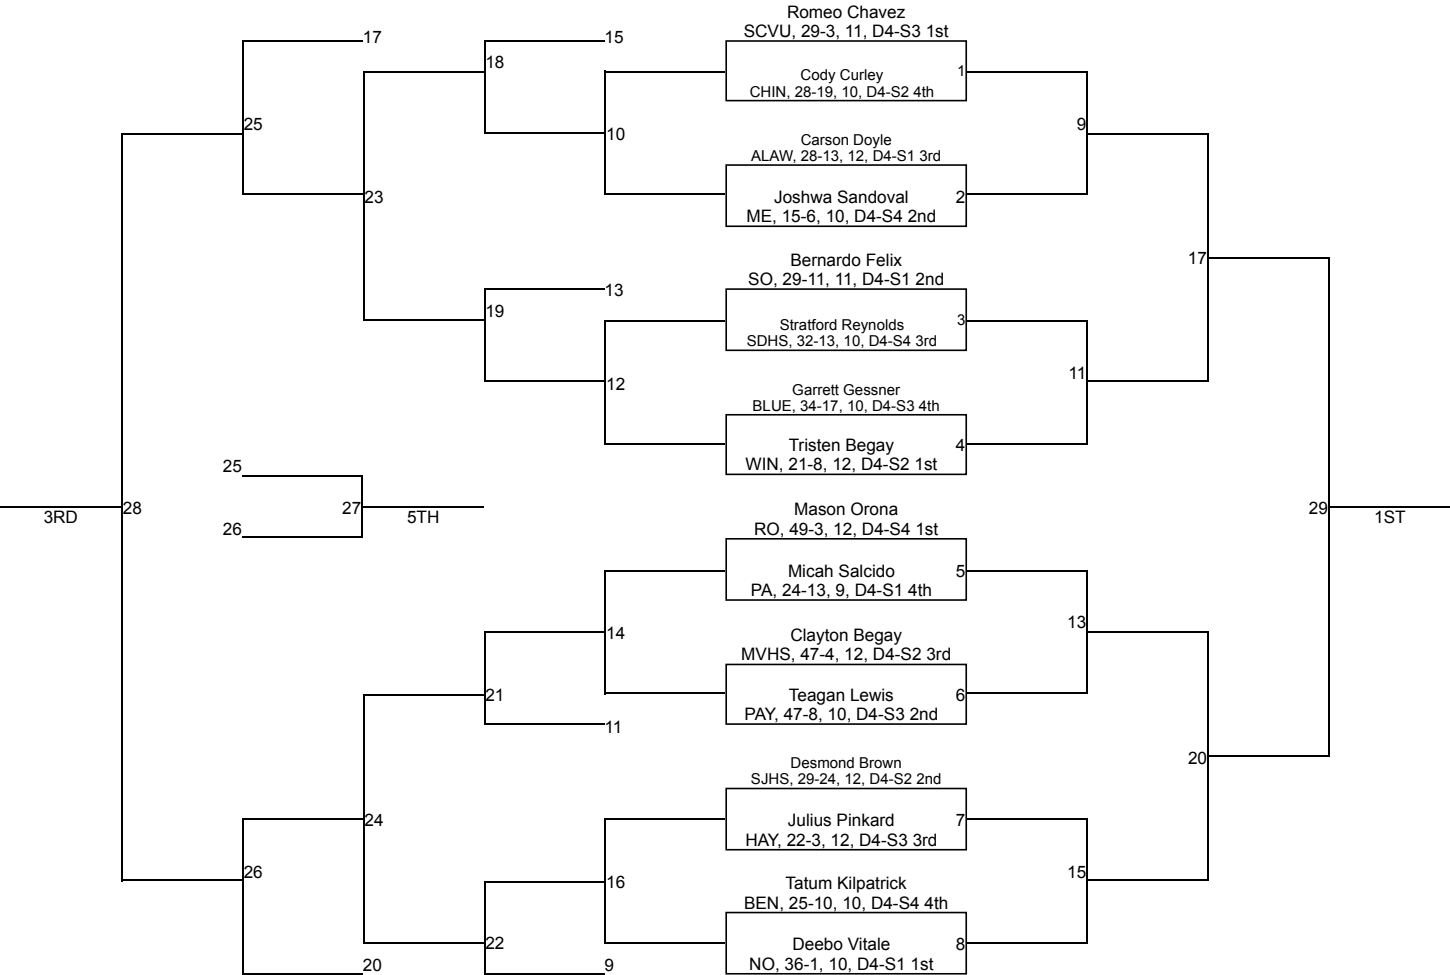 Romeo Chavez
SCVU, 29-3, 11, D4-S3 1st
17
15
18
Cody Curley
1
CHIN, 28-19, 10, D4-S2 4th
25
9
10
Carson Doyle
ALAW, 28-13, 12, D4-S1 3rd
23
Joshwa Sandoval
2
ME, 15-6, 10, D4-S4 2nd
Bernardo Felix
17
SO, 29-11, 11, D4-S1 2nd
13
19
Stratford Reynolds
3
SDHS, 32-13, 10, D4-S4 3rd
11
12
Garrett Gessner
BLUE, 34-17, 10, D4-S3 4th
Tristen Begay
4
WIN, 21-8, 12, D4-S2 1st
25
28
27
Mason Orona
29
3RD
5TH
1ST
26
RO, 49-3, 12, D4-S4 1st
Micah Salcido
5
PA, 24-13, 9, D4-S1 4th
13
14
Clayton Begay
MVHS, 47-4, 12, D4-S2 3rd
21
Teagan Lewis
6
PAY, 47-8, 10, D4-S3 2nd
11
20
Desmond Brown
SJHS, 29-24, 12, D4-S2 2nd
24
Julius Pinkard
7
HAY, 22-3, 12, D4-S3 3rd
26
15
16
Tatum Kilpatrick
BEN, 25-10, 10, D4-S4 4th
22
Deebo Vitale
8
20
9
NO, 36-1, 10, D4-S1 1st